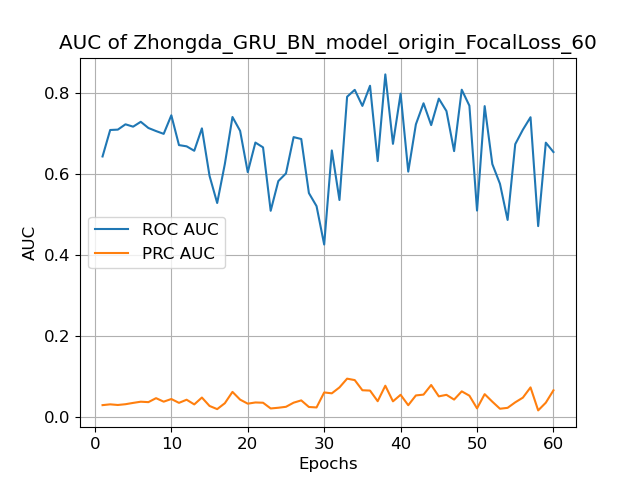 AUC of Zhongda_GRU_BN_model_origin_FocalLoss_60
0.8
0.6
0.4
0.2
0.0
AUC
ROC AUC
PRC AUC
0 10 20 30 40 50 60
Epochs